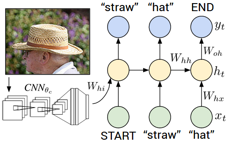 "straw" "hat" END
y_t
CNN_θc
W_hi
W_hh
W_oh
h_t
W_hx
x_t
START "straw" "hat"